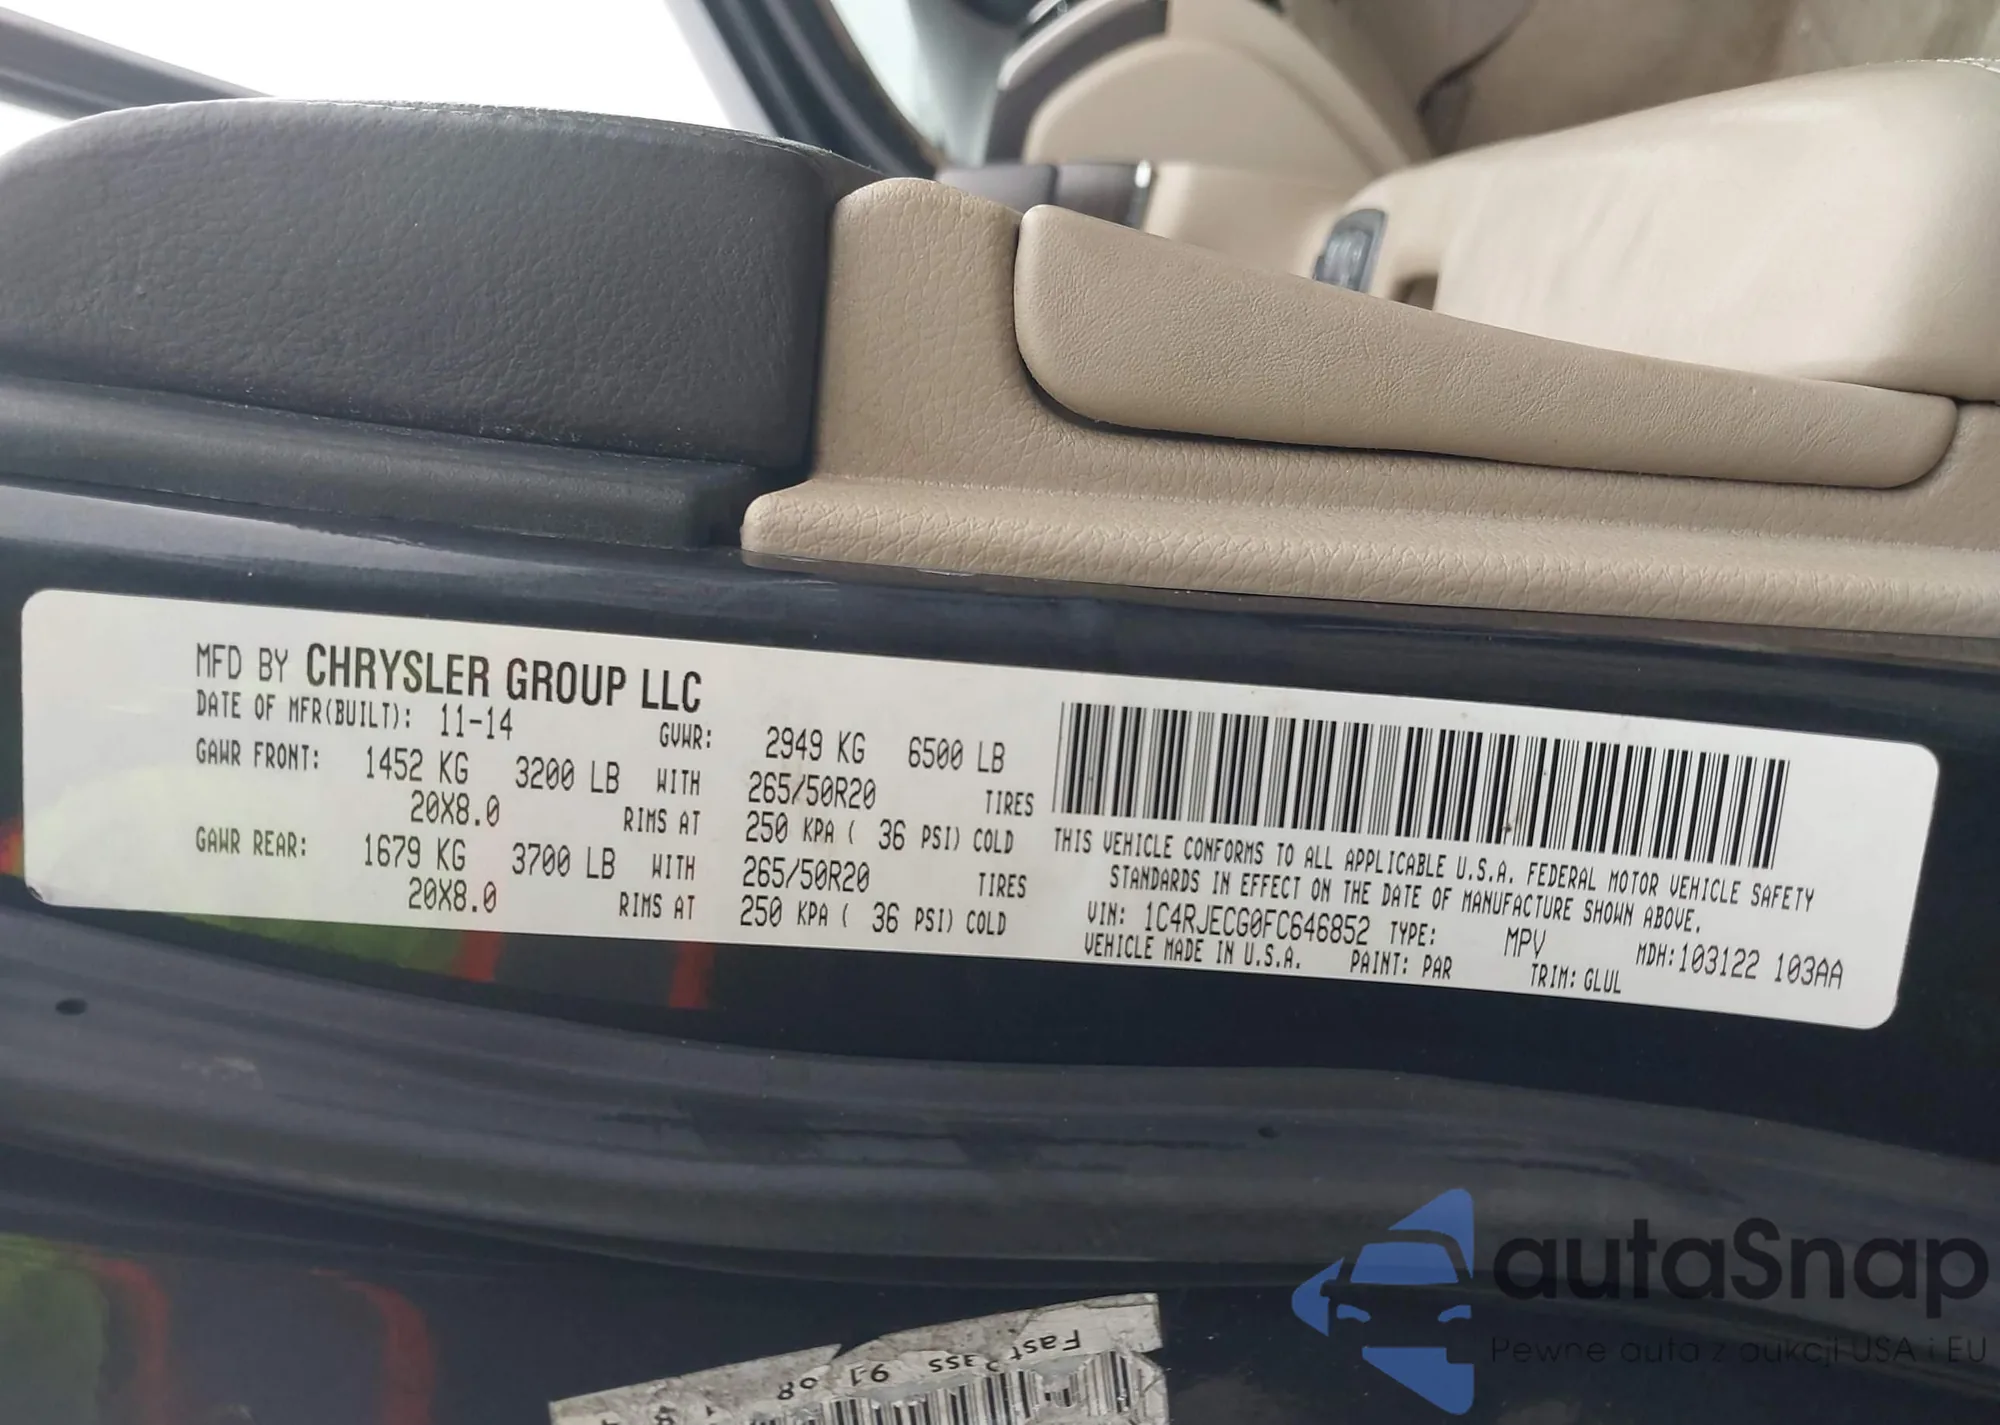 MFD BY CHRYSLER GROUP LLC
DATE OF MFR(BUILT): 11-14 GVWR: 2949 KG 6500 LB
GAWR FRONT: 1452 KG 3200 LB WITH 265/50R20 TIRES
20X8.0 RIMS AT 250 KPA ( 36 PSI) COLD
GAWR REAR: 1679 KG 3700 LB WITH 265/50R20 TIRES
20X8.0 RIMS AT 250 KPA ( 36 PSI) COLD
THIS VEHICLE CONFORMS TO ALL APPLICABLE U.S.A. FEDERAL MOTOR VEHICLE SAFETY
STANDARDS IN EFFECT ON THE DATE OF MANUFACTURE SHOWN ABOVE.
VIN: 1C4RJECG0FC646852 TYPE: MPV MDH:103122 103AA
VEHICLE MADE IN U.S.A. PAINT: PAR TRIM: GLUL
autaSnap
Pewne auta z aukcji USA i EU
Fast